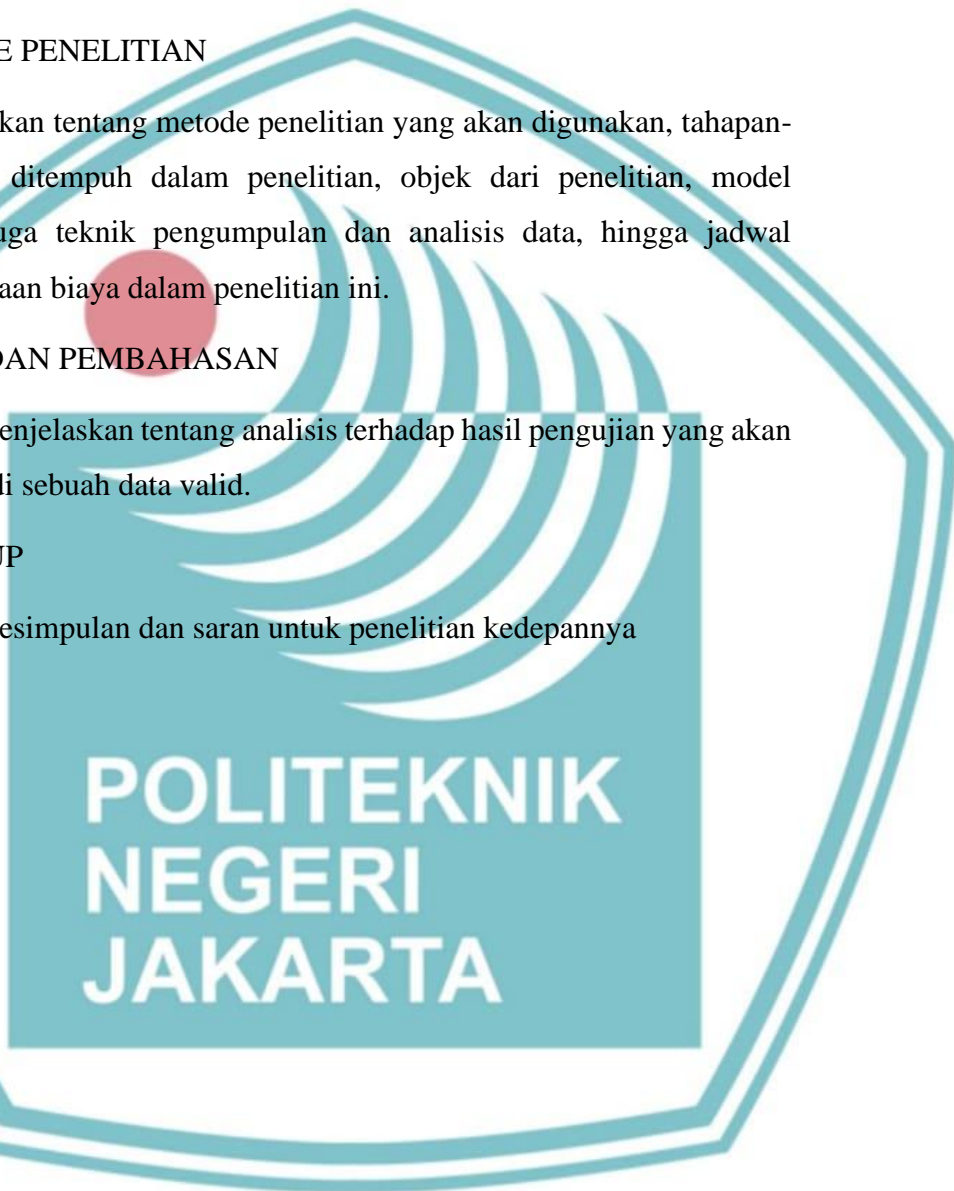 E PENELITIAN
kan tentang metode penelitian yang akan digunakan, tahapan-
ditempuh dalam penelitian, objek dari penelitian, model
uga teknik pengumpulan dan analisis data, hingga jadwal
aan biaya dalam penelitian ini.
DAN PEMBAHASAN
enjelaskan tentang analisis terhadap hasil pengujian yang akan
di sebuah data valid.
UP
esimpulan dan saran untuk penelitian kedepannya
POLITEKNIK
NEGERI
JAKARTA